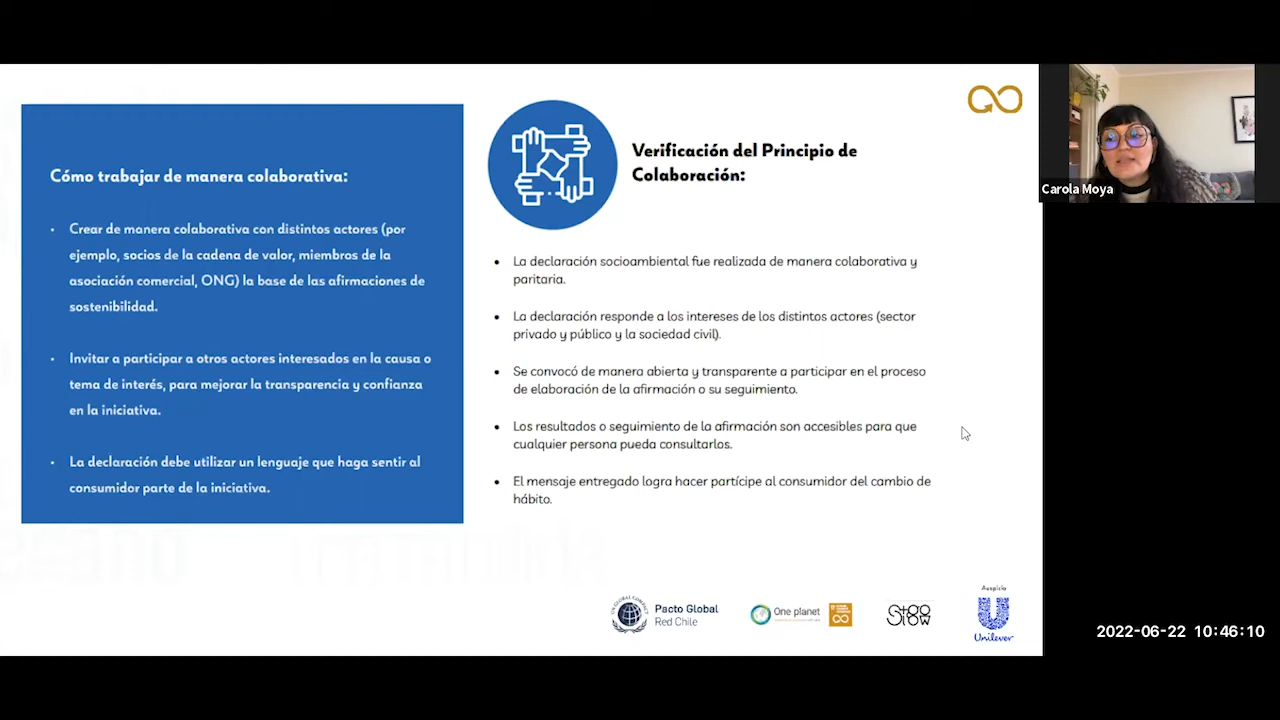 Cómo trabajar de manera colaborativa:
• Crear de manera colaborativa con distintos actores (por
ejemplo, socios de la cadena de valor, miembros de la
asociación comercial, ONG) la base de las afirmaciones de
sostenibilidad.
• Invitar a participar a otros actores interesados en la causa o
tema de interés, para mejorar la transparencia y confianza
en la iniciativa.
• La declaración debe utilizar un lenguaje que haga sentir al
consumidor parte de la iniciativa.
Verificación del Principio de
Colaboración:
• La declaración socioambiental fue realizada de manera colaborativa y
paritaria.
• La declaración responde a los intereses de los distintos actores (sector
privado y público y la sociedad civil).
• Se convocó de manera abierta y transparente a participar en el proceso
de elaboración de la afirmación o su seguimiento.
• Los resultados o seguimiento de la afirmación son accesibles para que
cualquier persona pueda consultarlos.
• El mensaje entregado logra hacer partícipe al consumidor del cambio de
hábito.
Carola Moya
Pacto Global
Red Chile
One planet
Auspicia
Unilever
2022-06-22 10:46:10